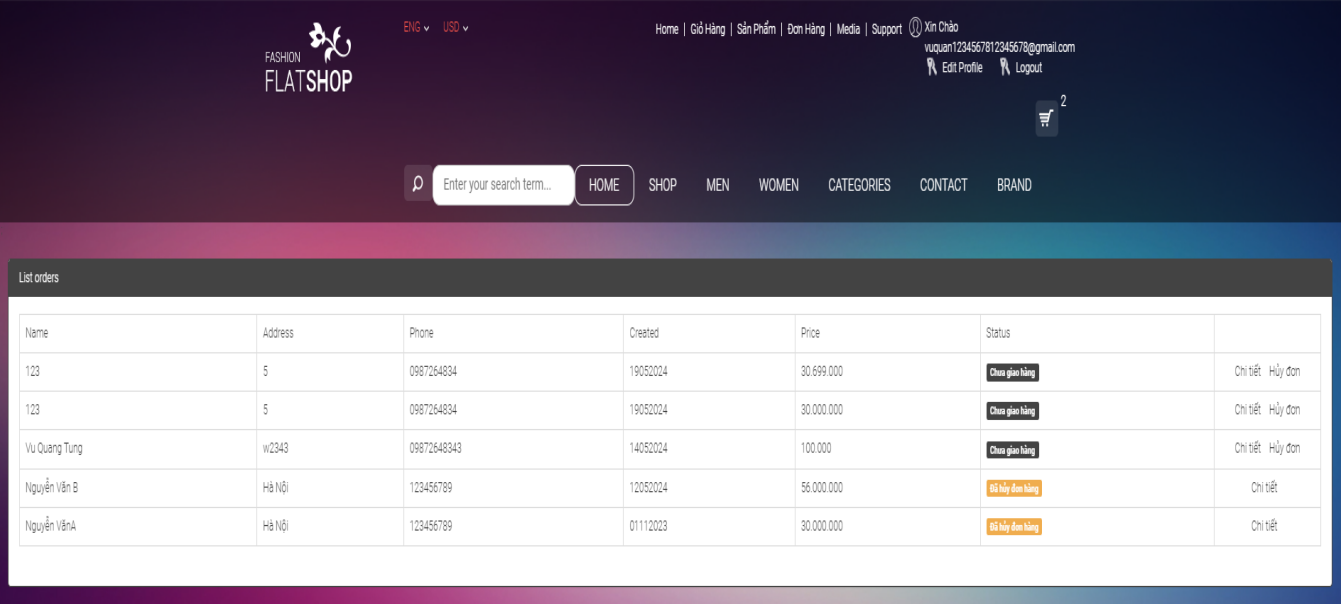 ENG USD Home | Giỏ Hàng | Sản Phẩm | Đơn Hàng | Media | Support Xin Chào
vuquan1234567812345678@gmail.com
Edit Profile Logout
FASHION
FLATSHOP
2
Enter your search term... HOME SHOP MEN WOMEN CATEGORIES CONTACT BRAND
List orders
Name Address Phone Created Price Status
123 5 0987264834 19052024 30.699.000 Chưa giao hàng Chi tiết Hủy đơn
123 5 0987264834 19052024 30.000.000 Chưa giao hàng Chi tiết Hủy đơn
Vu Quang Tung w2343 09872648343 14052024 100.000 Chưa giao hàng Chi tiết Hủy đơn
Nguyễn Văn B Hà Nội 123456789 12052024 56.000.000 Đã hủy đơn hàng Chi tiết
Nguyễn VănA Hà Nội 123456789 01112023 30.000.000 Đã hủy đơn hàng Chi tiết